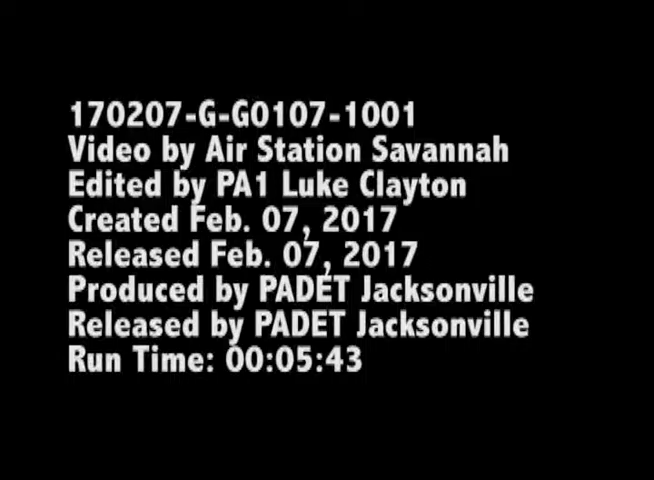 170207-G-G0107-1001
Video by Air Station Savannah
Edited by PA1 Luke Clayton
Created Feb. 07, 2017
Released Feb. 07, 2017
Produced by PADET Jacksonville
Released by PADET Jacksonville
Run Time: 00:05:43